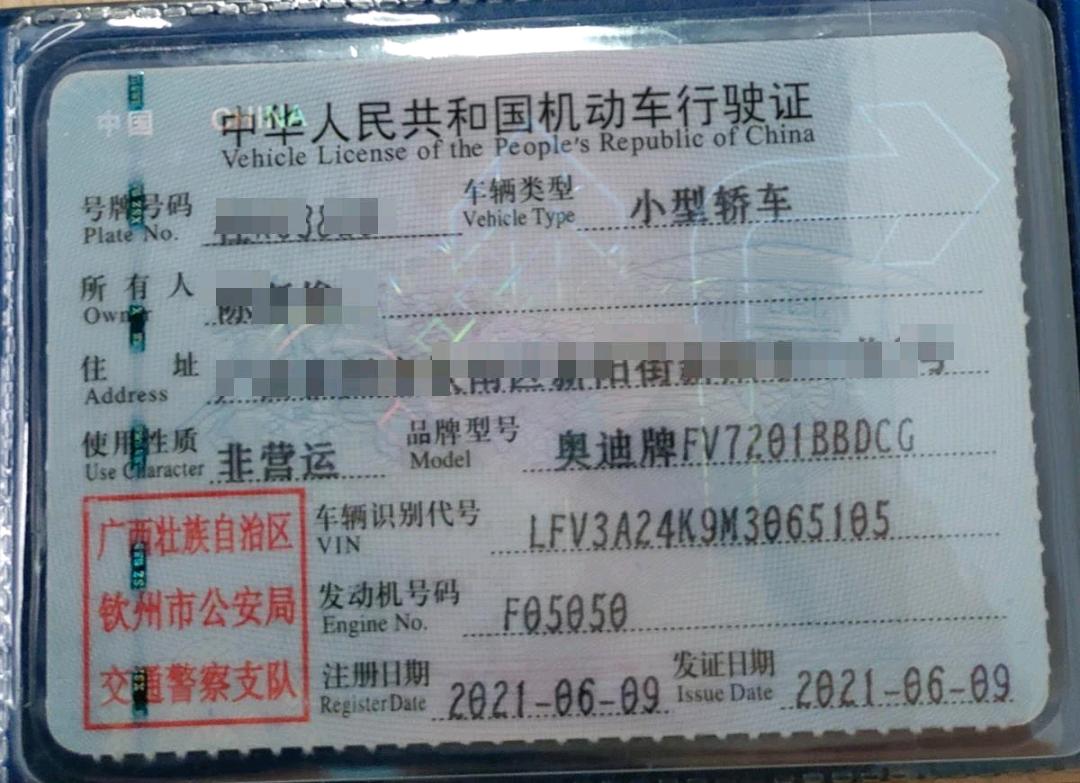 中国 CHINA
中华人民共和国机动车行驶证
Vehicle License of the People's Republic of China
号牌号码
Plate No.
车辆类型 小型轿车
Vehicle Type
所有人
Owner
住址
Address
使用性质 非营运
Use Character
品牌型号 奥迪牌FV7201BBDCG
Model
广西壮族自治区
钦州市公安局
交通警察支队
车辆识别代号 LFV3A24K9M3065105
VIN
发动机号码 F05050
Engine No.
注册日期 2021-06-09
Register Date
发证日期 2021-06-09
Issue Date